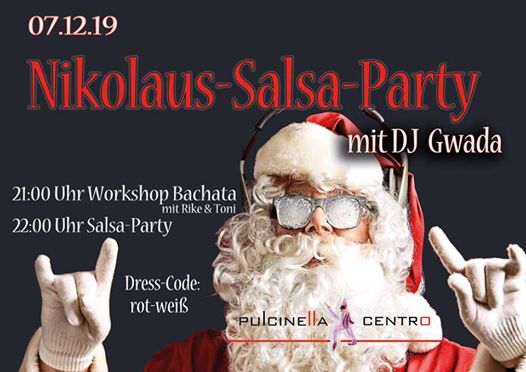 07.12.19
Nikolaus-Salsa-Party
mit DJ Gwada
21:00 Uhr Workshop Bachata
mit Rike & Toni
22:00 Uhr Salsa-Party
Dress-Code:
rot-weiß
pulcinella centro